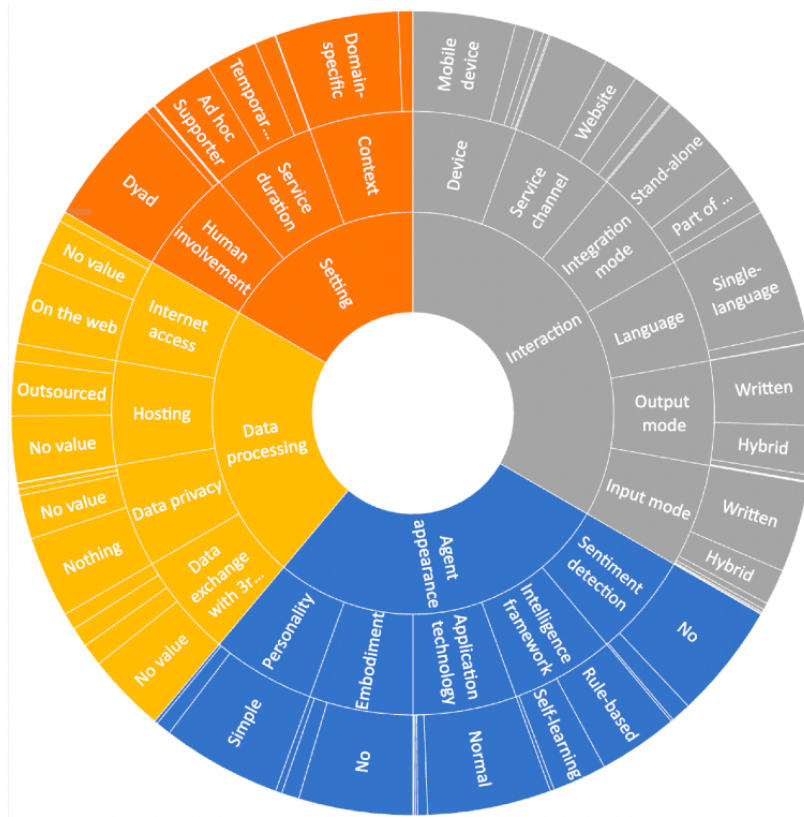 Setting
Context
Domain-
specific
Service
duration
Temporar...
Ad hoc
Supporter
Human
involvement
Dyad
Interaction
Device
Mobile
device
Service
channel
Website
Integration
mode
Stand-alone
Part of ...
Language
Single-
language
Output
mode
Written
Hybrid
Input mode
Written
Hybrid
Agent
appearance
Sentiment
detection
No
Intelligence
framework
Rule-based
Self-learning
Application
technology
Normal
Embodiment
No
Personality
Simple
Data
processing
Data
exchange
with 3r...
No value
Data privacy
Nothing
No value
Hosting
No value
Outsourced
Internet
access
On the web
No value